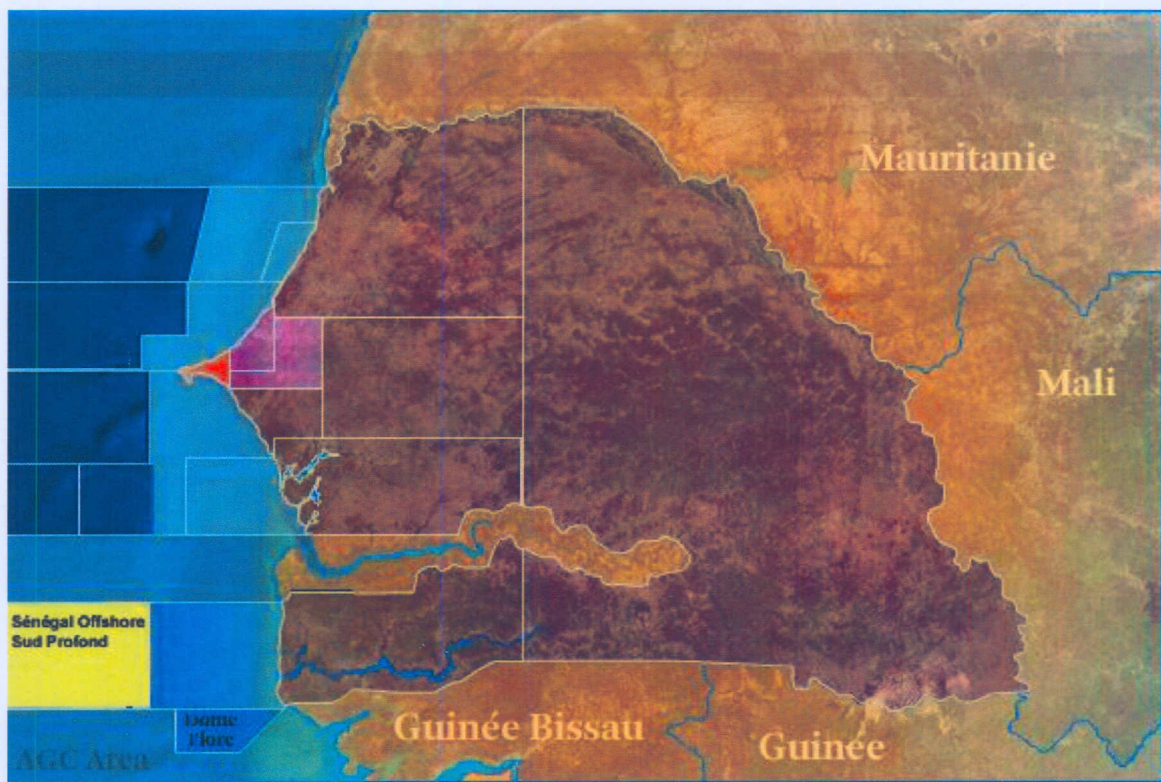 Mauritanie
Mali
Sénégal Offshore
Sud Profond
Dome
Flore
Guinée Bissau
Guinée
AGC Area